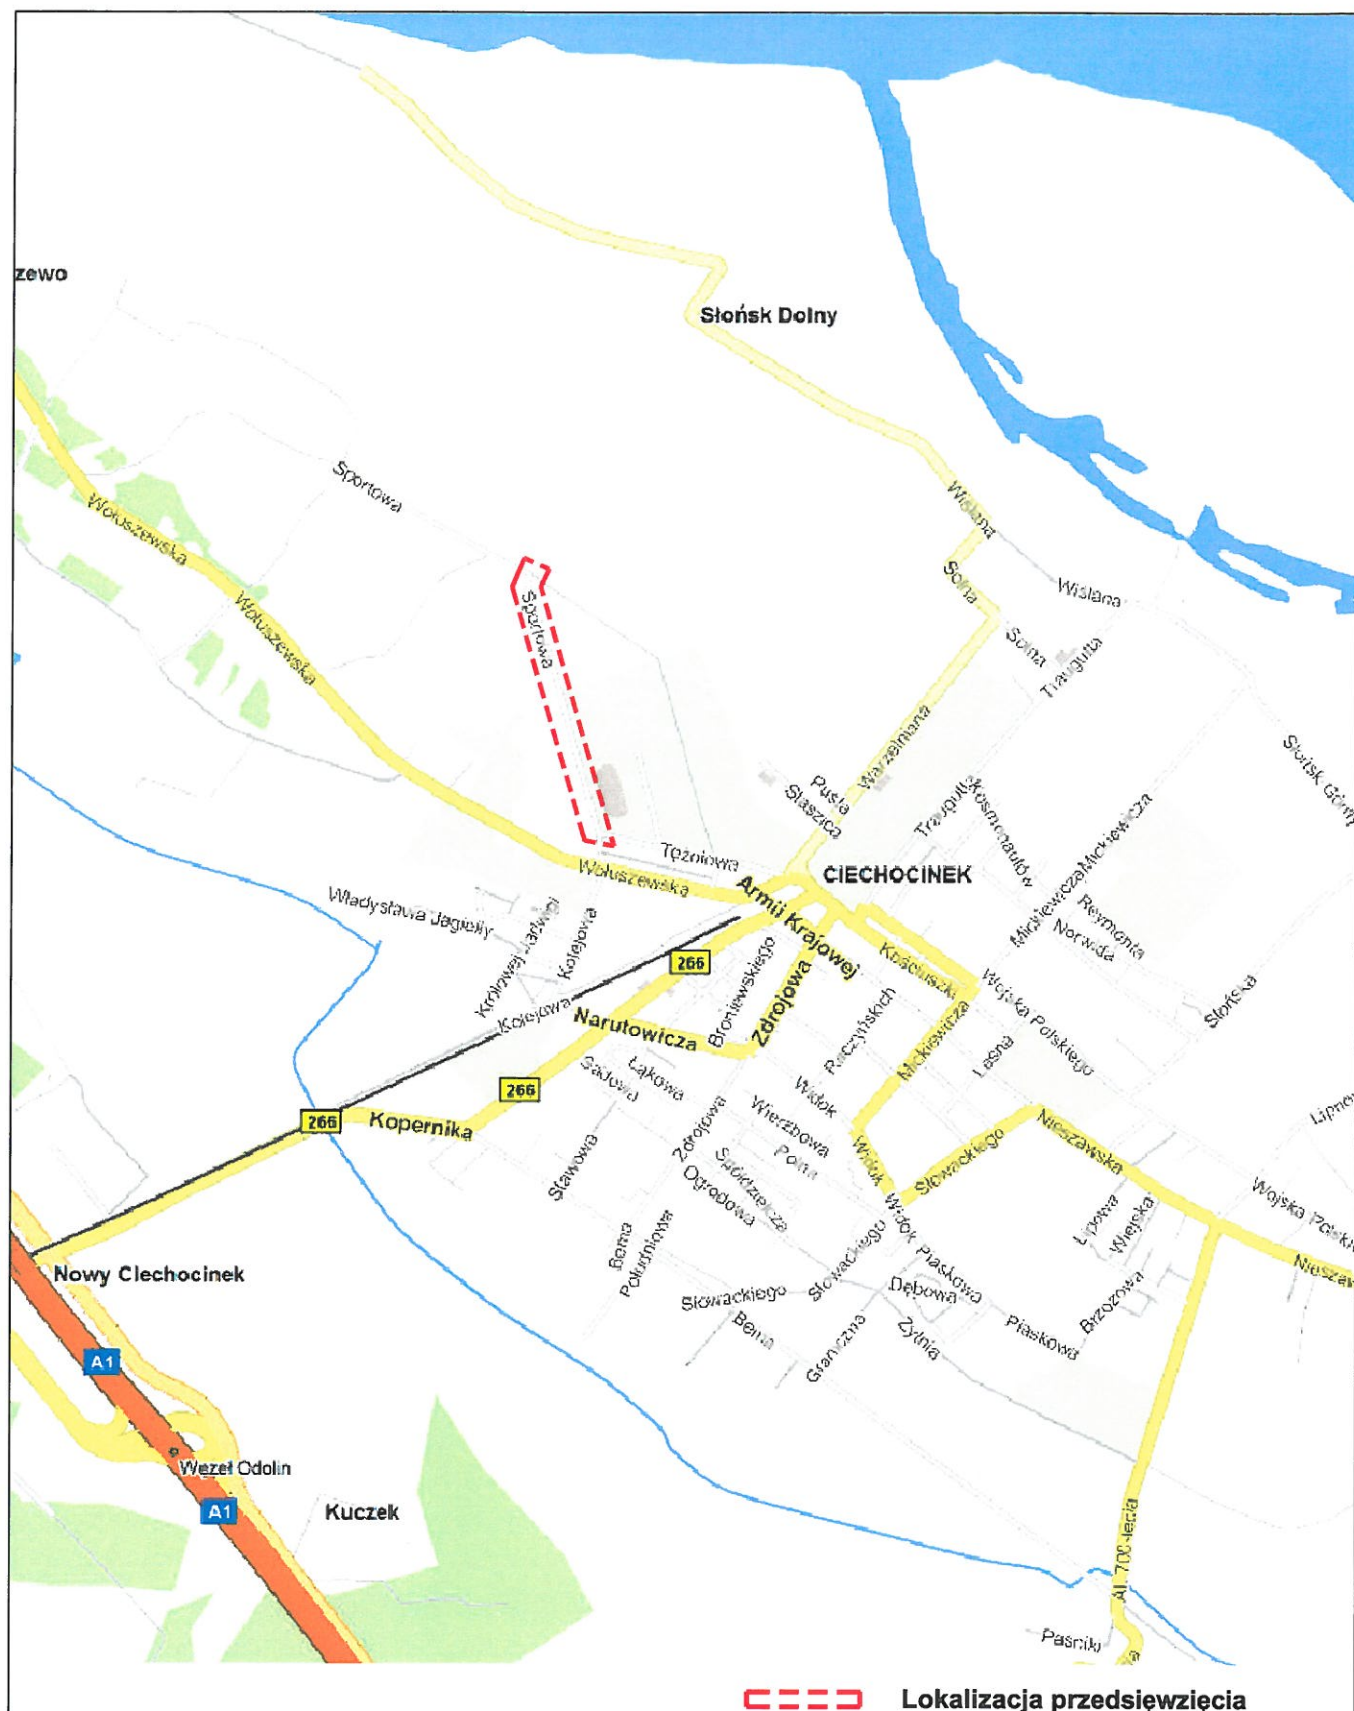 zewo
Słońsk Dolny
Sportowa
Wołuszewska
Wiślana
Sportowa
Solna
Wiślana
Wołuszewska
Solna
Traugutta
Warzelniana
Słońsk Górny
Pusta
Staszica
Traugutta
Kosmonautów
Mickiewicza
Tężniowa
CIECHOCINEK
Wołuszewska
Armii Krajowej
Mickiewicza
Reymonta
Norwida
Władysława Jagiełły
Królowej Jadwigi
Kolejowa
266
Kościuszki
Wojska Polskiego
Słońska
Broniewskiego
Zdrojowa
Raczyńskich
Kolejowa
Narutowicza
Mickiewicza
Leśna
Sadowa
Łąkowa
Widok
266
266
Kopernika
Zdrojowa
Wierzbowa
Polna
Widok
Słowackiego
Nieszawska
Stawowa
Spółdzielcza
Ogrodowa
Lipowa
Wiejska
Bema
Południowa
Widok
Piaskowa
Słowackiego
Nowy Ciechocinek
Słowackiego
Dębowa
Brzozowa
Bema
Graniczna
Żytnia
Piaskowa
A1
Węzeł Odolin
A1
Kuczek
Al. 700-lecia
Paśniki
Lokalizacja przedsięwzięcia